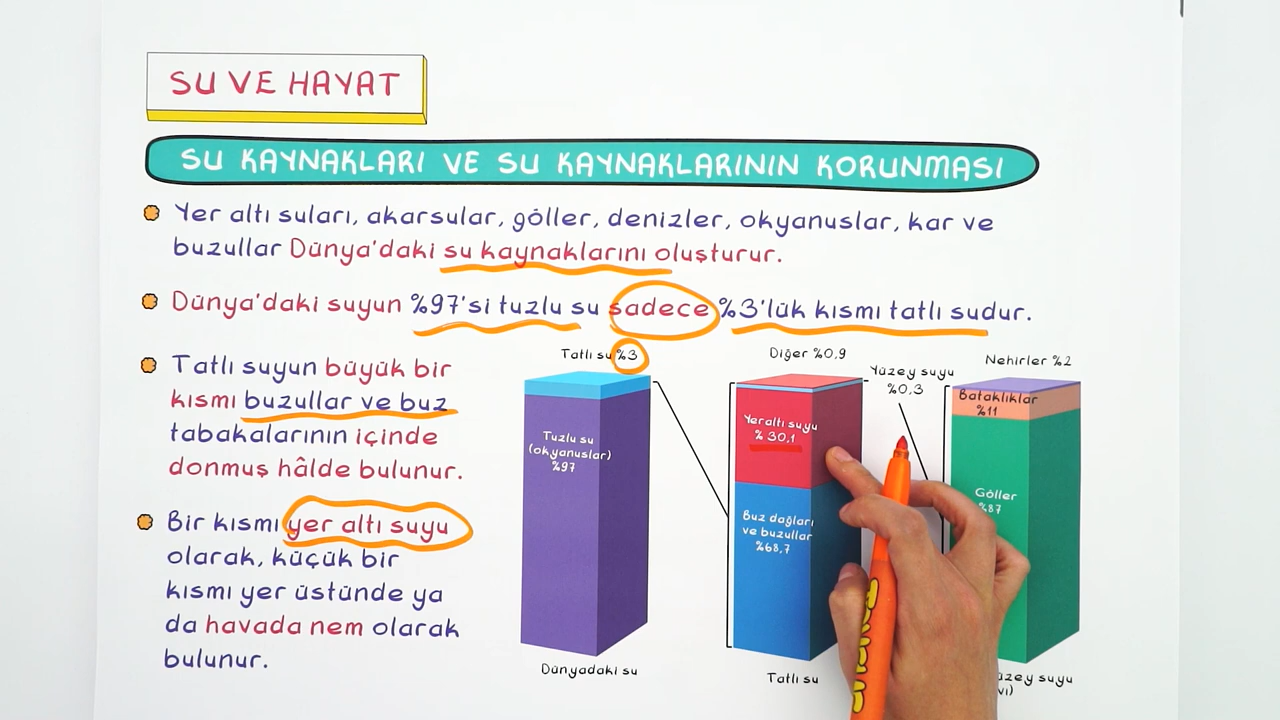 SU VE HAYAT
SU KAYNAKLARI VE SU KAYNAKLARININ KORUNMASI
Yer altı suları, akarsular, göller, denizler, okyanuslar, kar ve
buzullar Dünya'daki su kaynaklarını oluşturur.
Dünya'daki suyun %97'si tuzlu su sadece %3'lük kısmı tatlı sudur.
Tatlı suyun büyük bir
kısmı buzullar ve buz
tabakalarının içinde
donmuş hâlde bulunur.
Bir kısmı yer altı suyu
olarak, küçük bir
kısmı yer üstünde ya
da havada nem olarak
bulunur.
Tatlı su %3
Tuzlu su
(okyanuslar)
%97
Dünyadaki su
Diğer %0,9
Yüzey suyu
%0,3
Yeraltı suyu
% 30,1
Buz dağları
ve buzullar
%68,7
Tatlı su
Nehirler %2
Bataklıklar
%11
Göller
%87
suyu